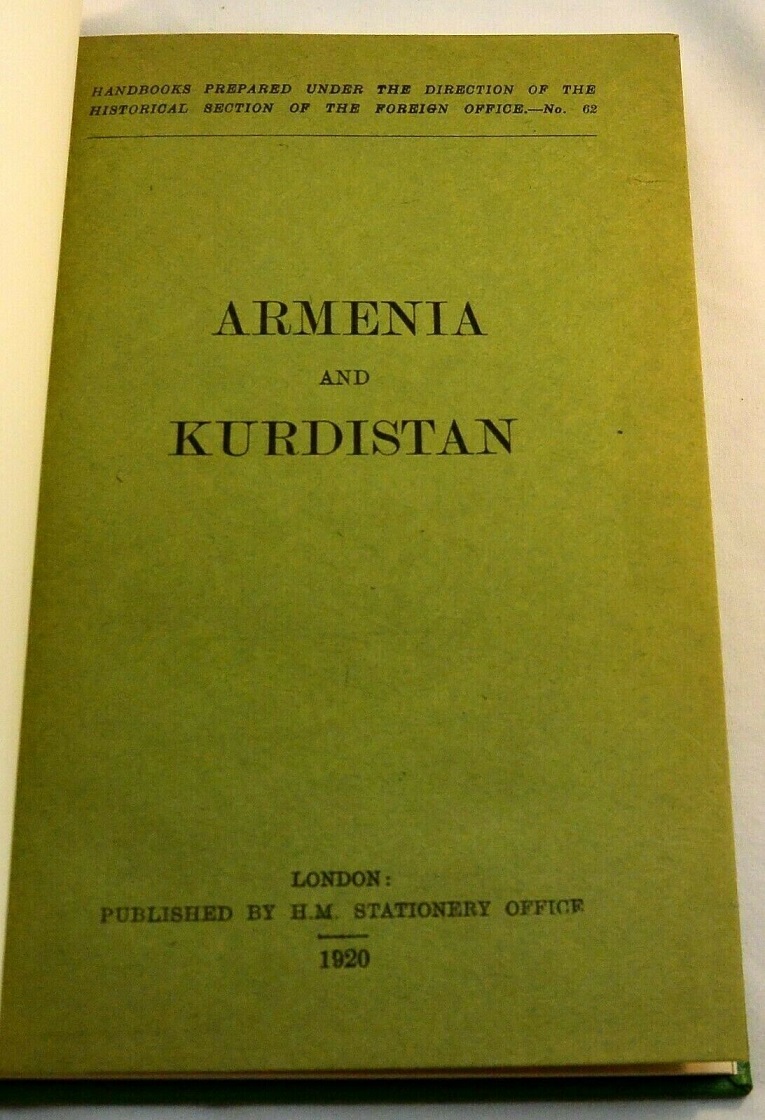 HANDBOOKS PREPARED UNDER THE DIRECTION OF THE
HISTORICAL SECTION OF THE FOREIGN OFFICE.—No. 62
ARMENIA
AND
KURDISTAN
LONDON:
PUBLISHED BY H.M. STATIONERY OFFICE
1920